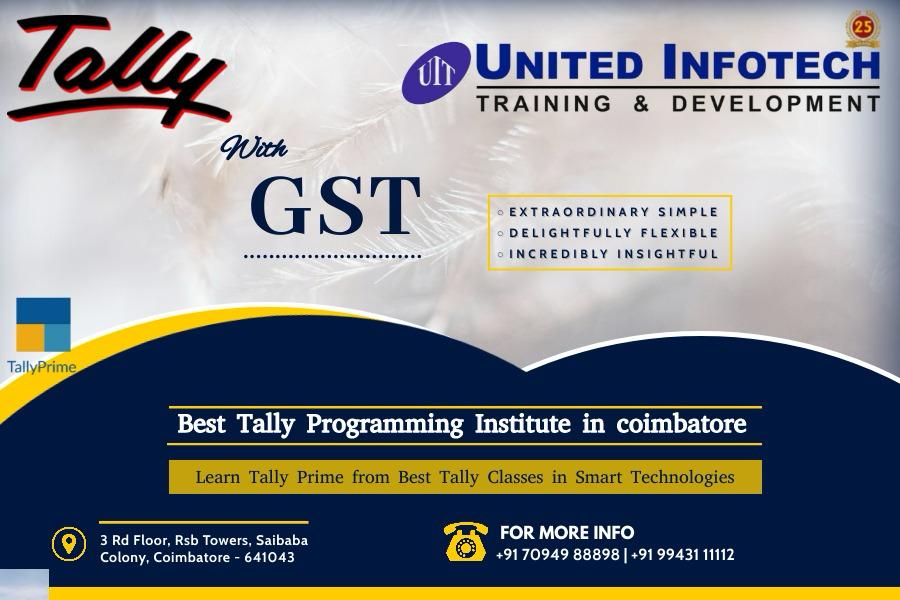 Tally
25
UIT
UNITED INFOTECH
TRAINING & DEVELOPMENT
With
GST
EXTRAORDINARY SIMPLE
DELIGHTFULLY FLEXIBLE
INCREDIBLY INSIGHTFUL
TallyPrime
Best Tally Programming Institute in coimbatore
Learn Tally Prime from Best Tally Classes in Smart Technologies
3 Rd Floor, Rsb Towers, Saibaba
Colony, Coimbatore - 641043
FOR MORE INFO
+91 70949 88898 | +91 99431 11112